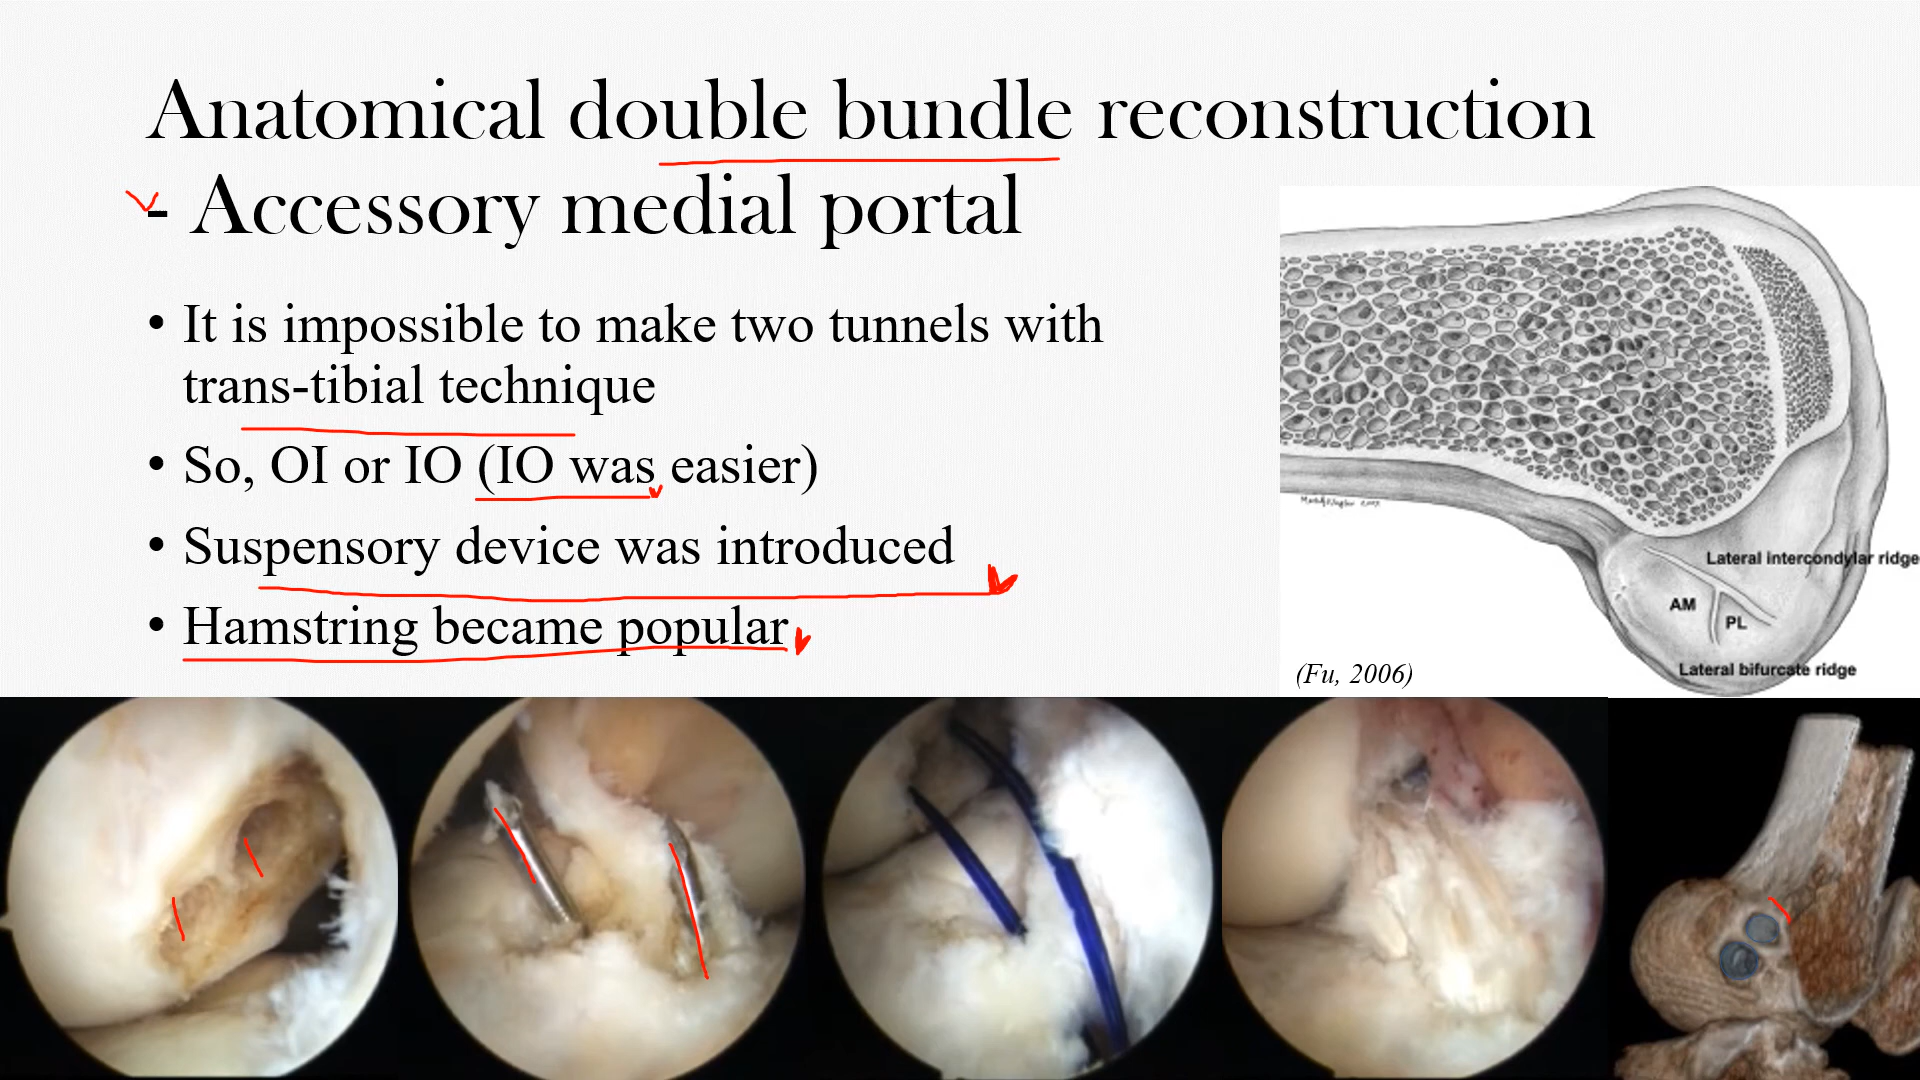 Anatomical double bundle reconstruction
- Accessory medial portal
• It is impossible to make two tunnels with
trans-tibial technique
• So, OI or IO (IO was easier)
• Suspensory device was introduced
• Hamstring became popular
Lateral intercondylar ridge
AM
PL
Lateral bifurcate ridge
(Fu, 2006)